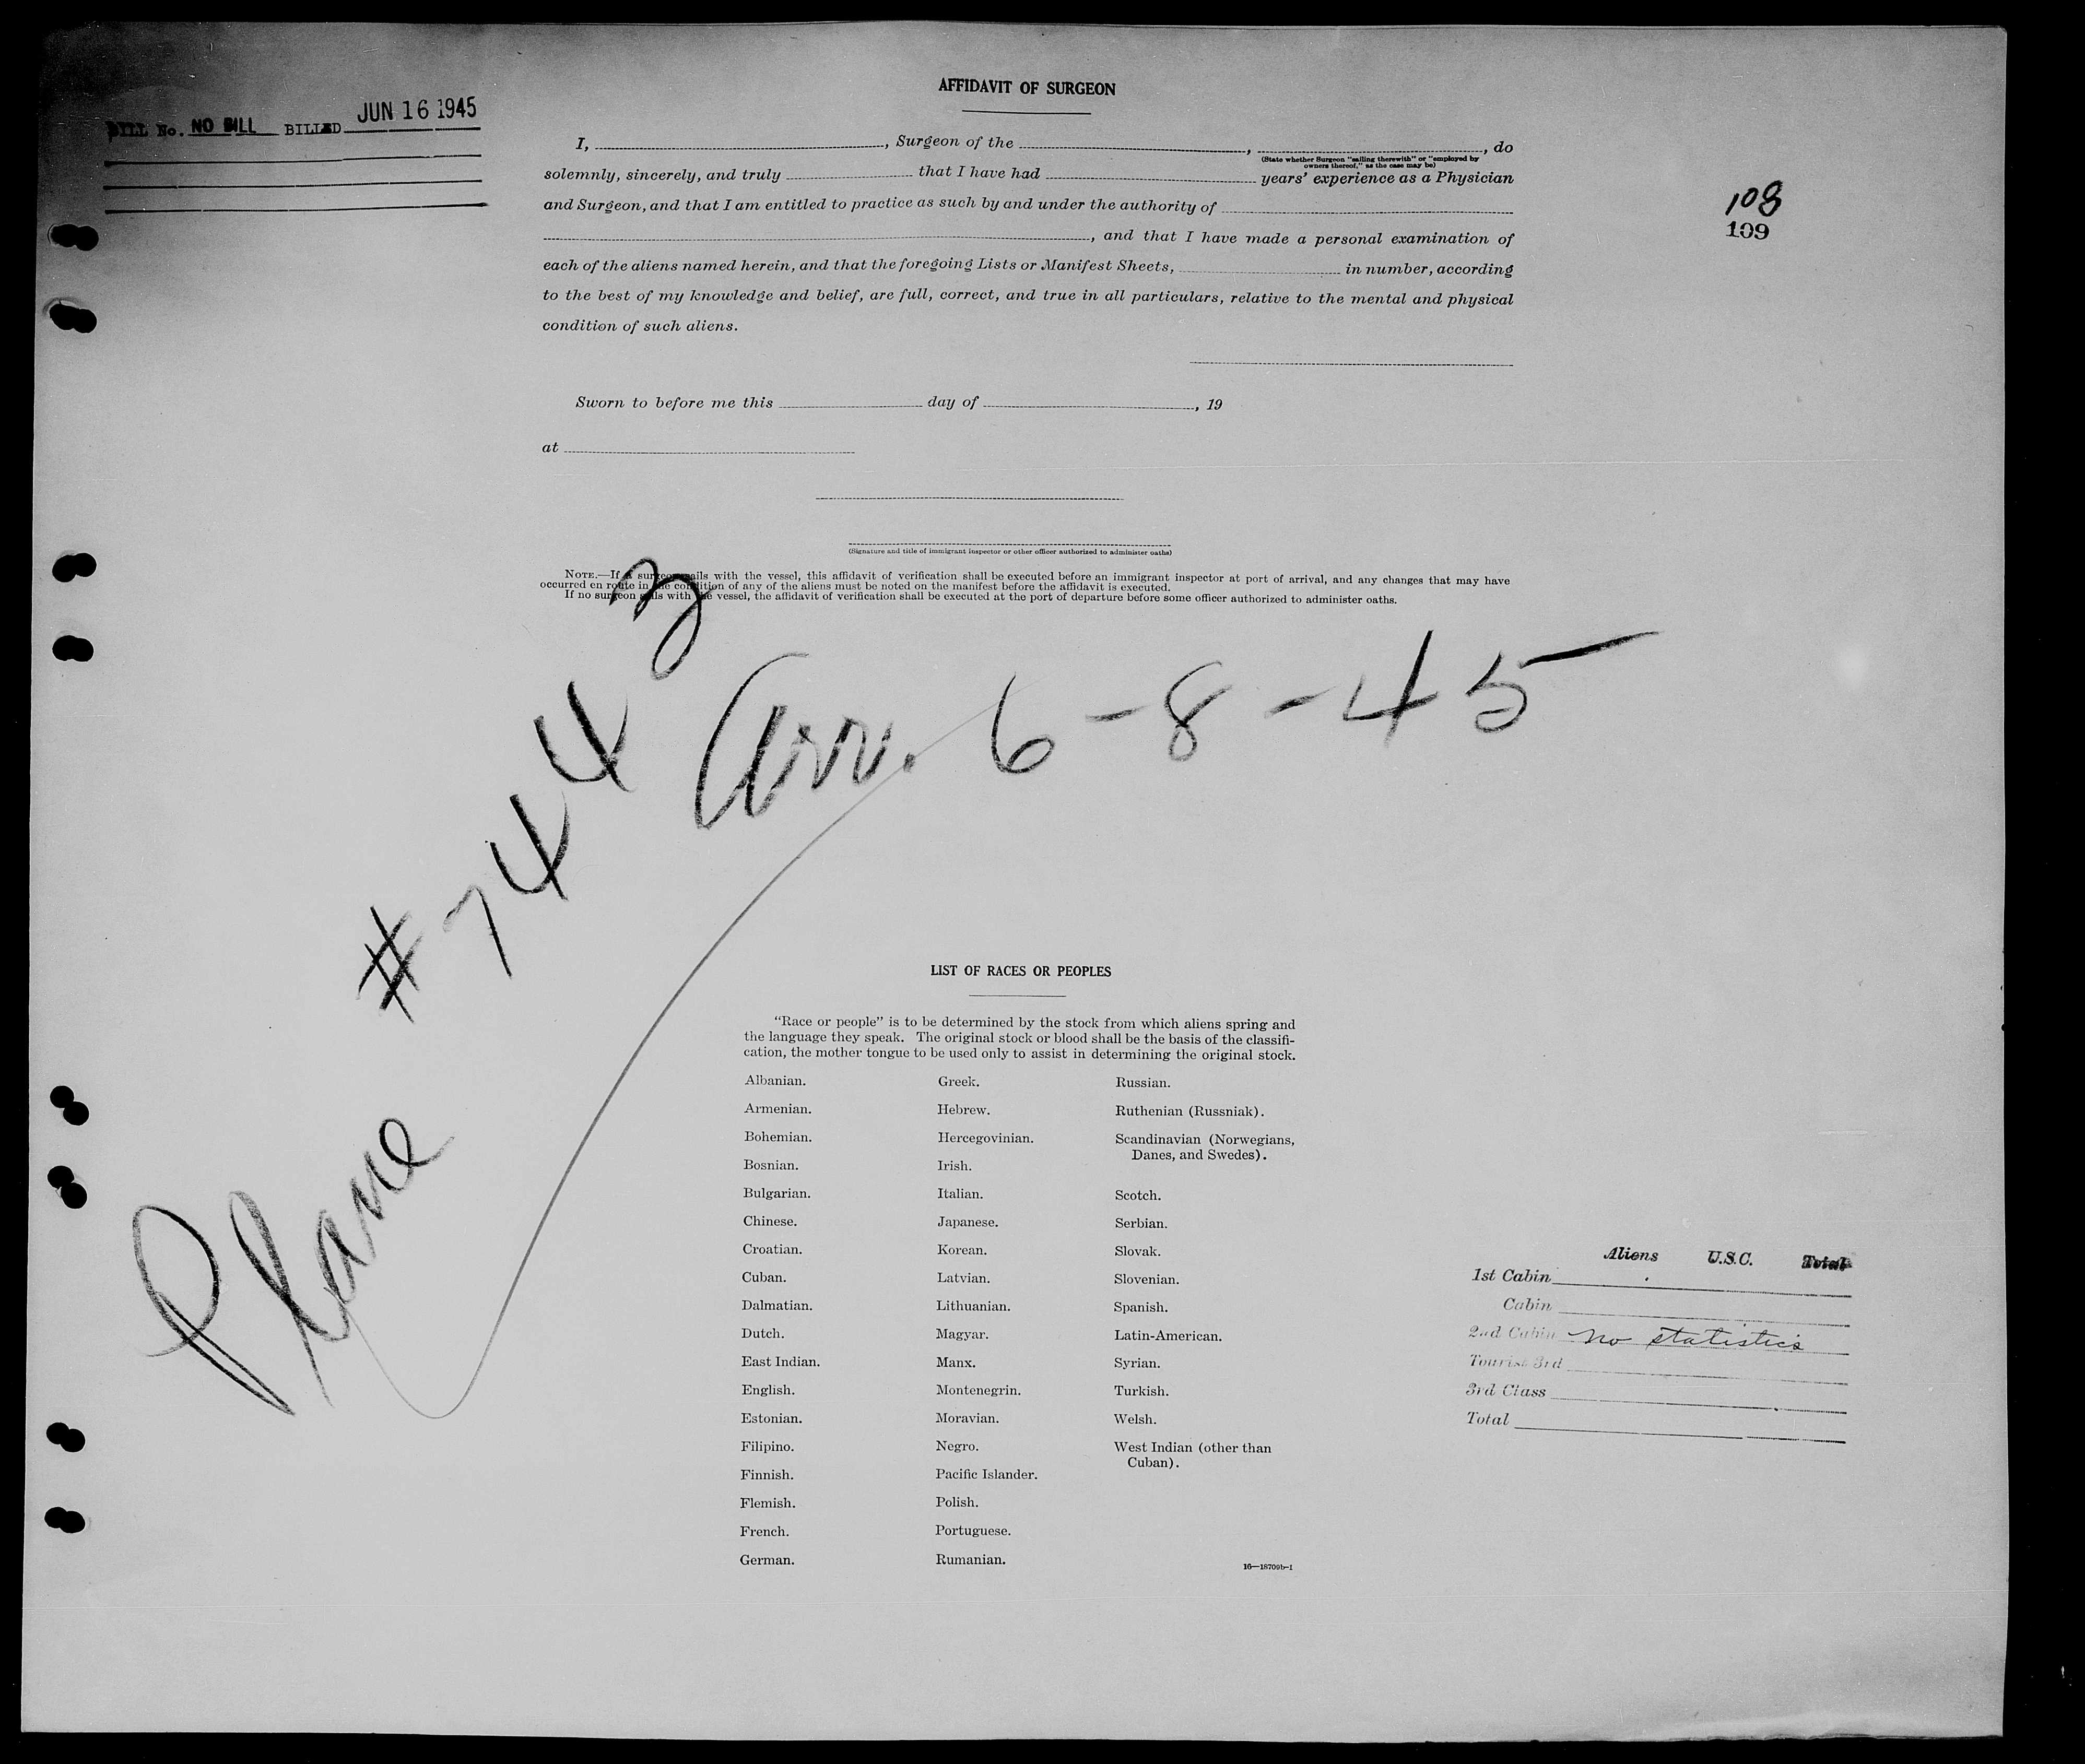 AFFIDAVIT OF SURGEON
BILL No. NO BILL BILLED JUN 16 1945
I, , Surgeon of the , , do
(State whether Surgeon "sailing therewith" or "employed by
owners thereof," as the case may be)
solemnly, sincerely, and truly that I have had years' experience as a Physician
and Surgeon, and that I am entitled to practice as such by and under the authority of
, and that I have made a personal examination of
each of the aliens named herein, and that the foregoing Lists or Manifest Sheets, in number, according
to the best of my knowledge and belief, are full, correct, and true in all particulars, relative to the mental and physical
condition of such aliens.
108
109
Sworn to before me this day of , 19
at
(Signature and title of immigrant inspector or other officer authorized to administer oaths)
NOTE.—If a surgeon sails with the vessel, this affidavit of verification shall be executed before an immigrant inspector at port of arrival, and any changes that may have
occurred en route in the condition of any of the aliens must be noted on the manifest before the affidavit is executed.
If no surgeon sails with the vessel, the affidavit of verification shall be executed at the port of departure before some officer authorized to administer oaths.
Plane #7442
Arr. 6-8-45
LIST OF RACES OR PEOPLES
"Race or people" is to be determined by the stock from which aliens spring and
the language they speak. The original stock or blood shall be the basis of the classifi-
cation, the mother tongue to be used only to assist in determining the original stock.
Albanian.
Armenian.
Bohemian.
Bosnian.
Bulgarian.
Chinese.
Croatian.
Cuban.
Dalmatian.
Dutch.
East Indian.
English.
Estonian.
Filipino.
Finnish.
Flemish.
French.
German.
Greek.
Hebrew.
Hercegovinian.
Irish.
Italian.
Japanese.
Korean.
Latvian.
Lithuanian.
Magyar.
Manx.
Montenegrin.
Moravian.
Negro.
Pacific Islander.
Polish.
Portuguese.
Rumanian.
Russian.
Ruthenian (Russniak).
Scandinavian (Norwegians,
Danes, and Swedes).
Scotch.
Serbian.
Slovak.
Slovenian.
Spanish.
Latin-American.
Syrian.
Turkish.
Welsh.
West Indian (other than
Cuban).
16—18709b-1
Aliens U.S.C. Total
1st Cabin
Cabin
2nd Cabin No statistics
Tourist 3rd
3rd Class
Total